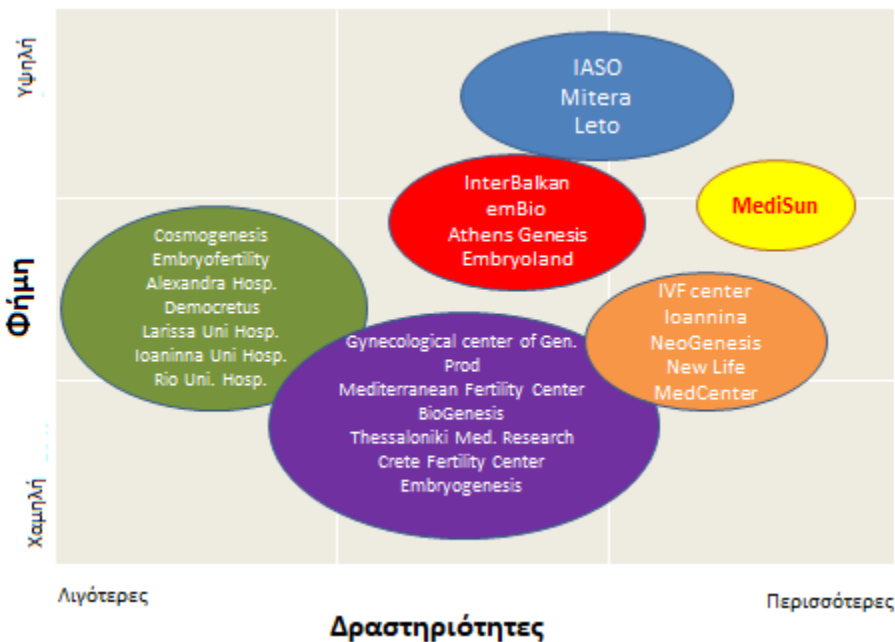 Υψηλή
IASO
Mitera
Leto
InterBalkan
emBio
Athens Genesis
Embryoland
MediSun
Cosmogenesis
Embryofertility
Alexandra Hosp.
Democretus
Larissa Uni Hosp.
Ioaninna Uni Hosp.
Rio Uni. Hosp.
IVF center
Ioannina
NeoGenesis
New Life
MedCenter
Gynecological center of Gen.
Prod
Mediterranean Fertility Center
BioGenesis
Thessaloniki Med. Research
Crete Fertility Center
Embryogenesis
Φήμη
Χαμηλή
Λιγότερες
Περισσότερες
Δραστηριότητες